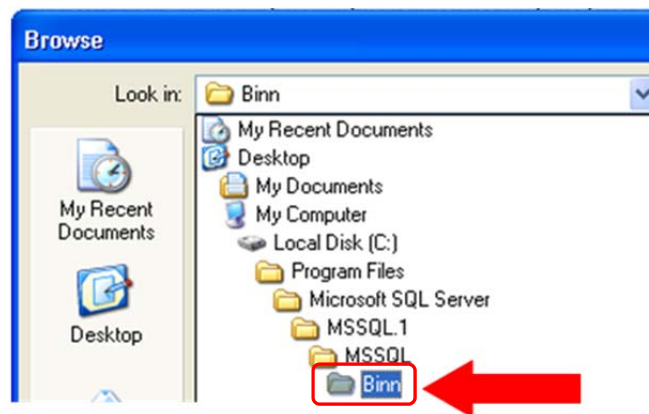 Browse
Look in: Binn
My Recent Documents
Desktop
My Documents
My Computer
Local Disk (C:)
Program Files
Microsoft SQL Server
MSSQL.1
MSSQL
Binn
My Recent
Documents
Desktop